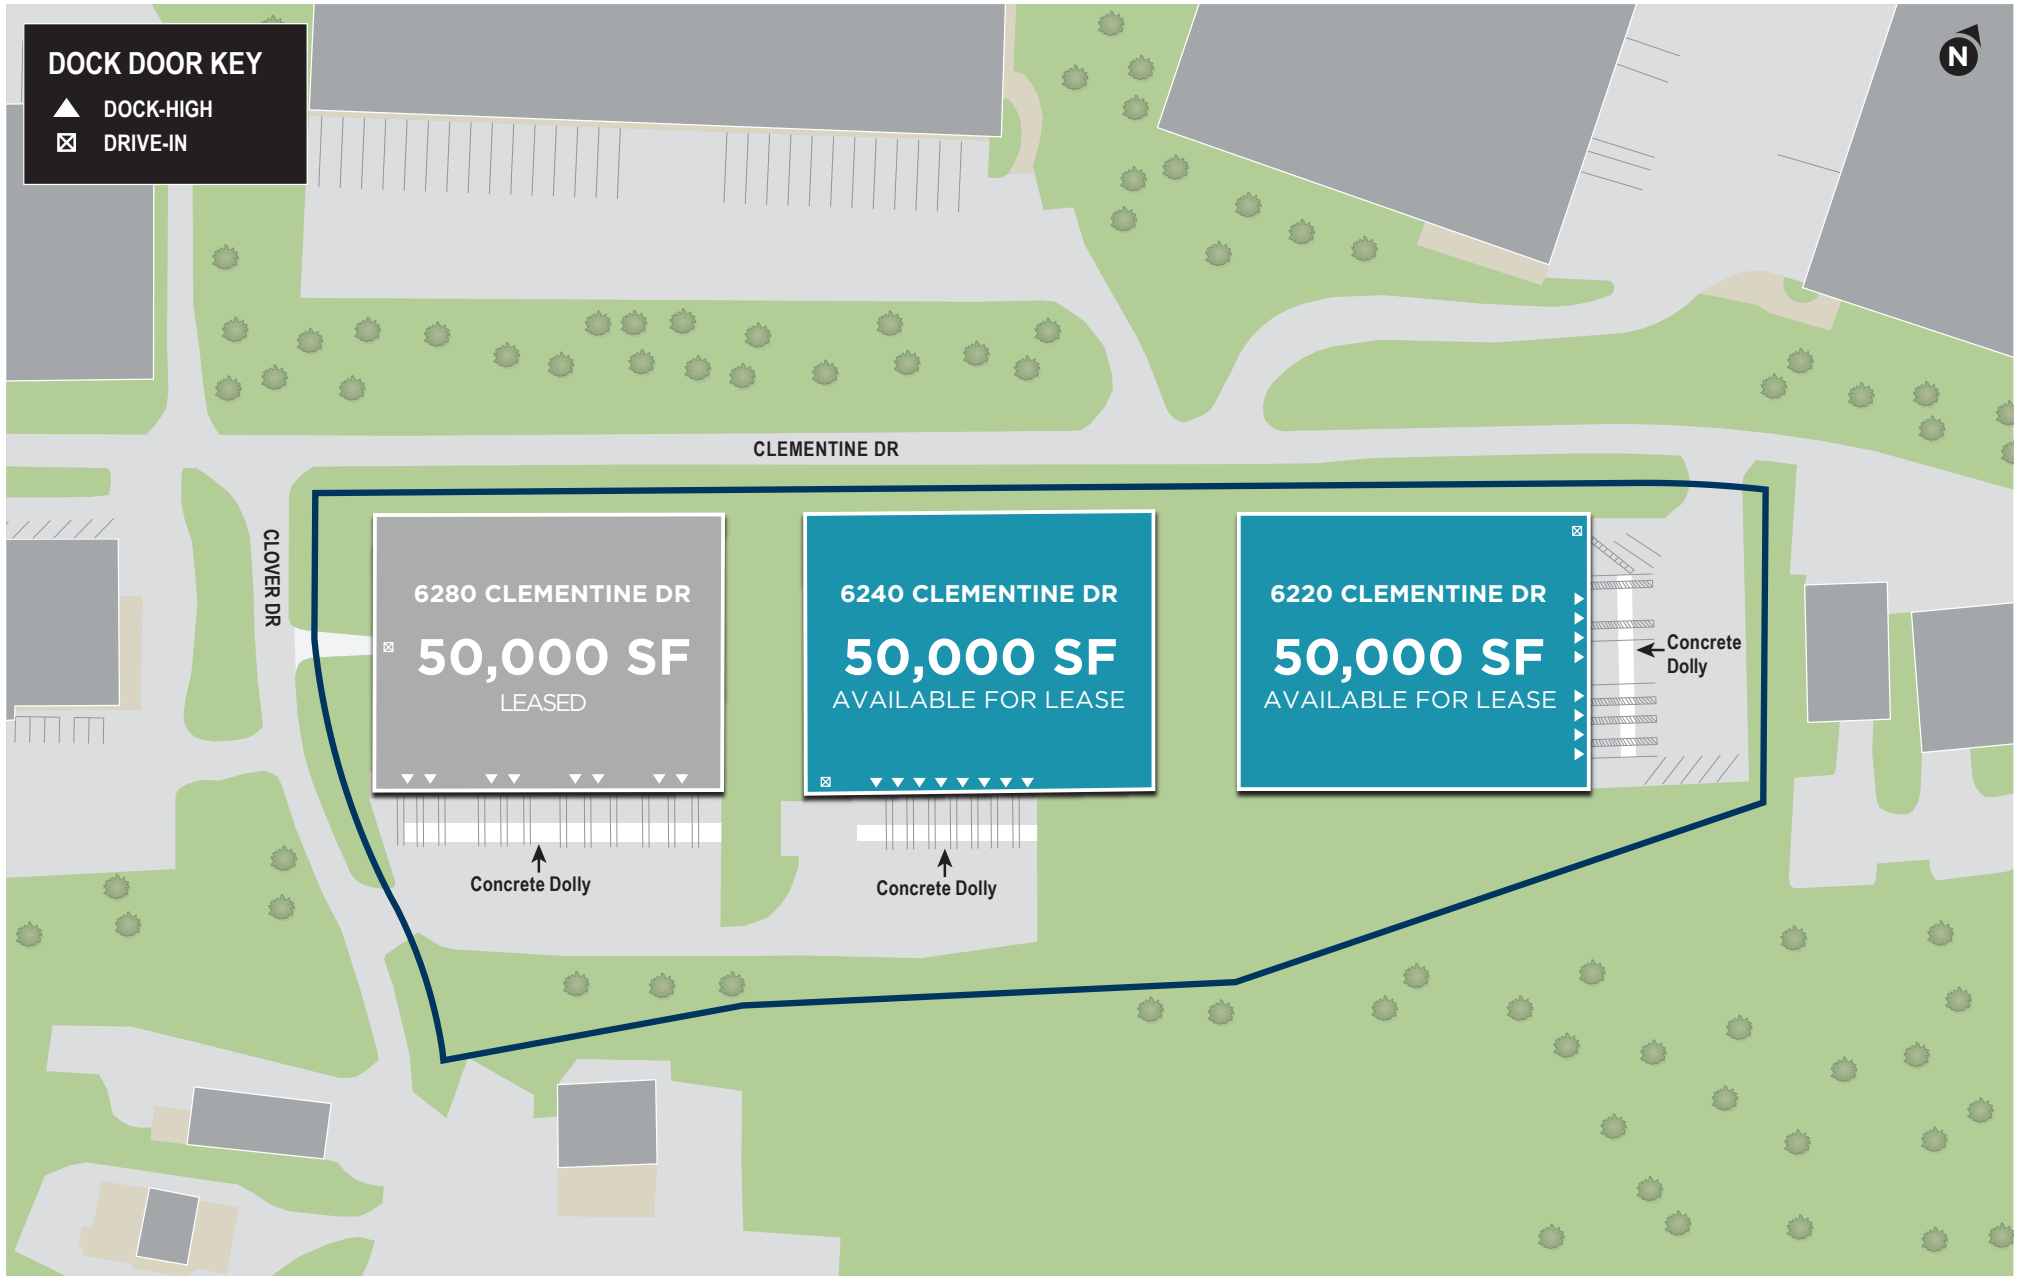 DOCK DOOR KEY
DOCK-HIGH
DRIVE-IN
N
CLEMENTINE DR
CLOVER DR
6280 CLEMENTINE DR
50,000 SF
LEASED
6240 CLEMENTINE DR
50,000 SF
AVAILABLE FOR LEASE
6220 CLEMENTINE DR
50,000 SF
AVAILABLE FOR LEASE
Concrete
Dolly
Concrete Dolly
Concrete Dolly